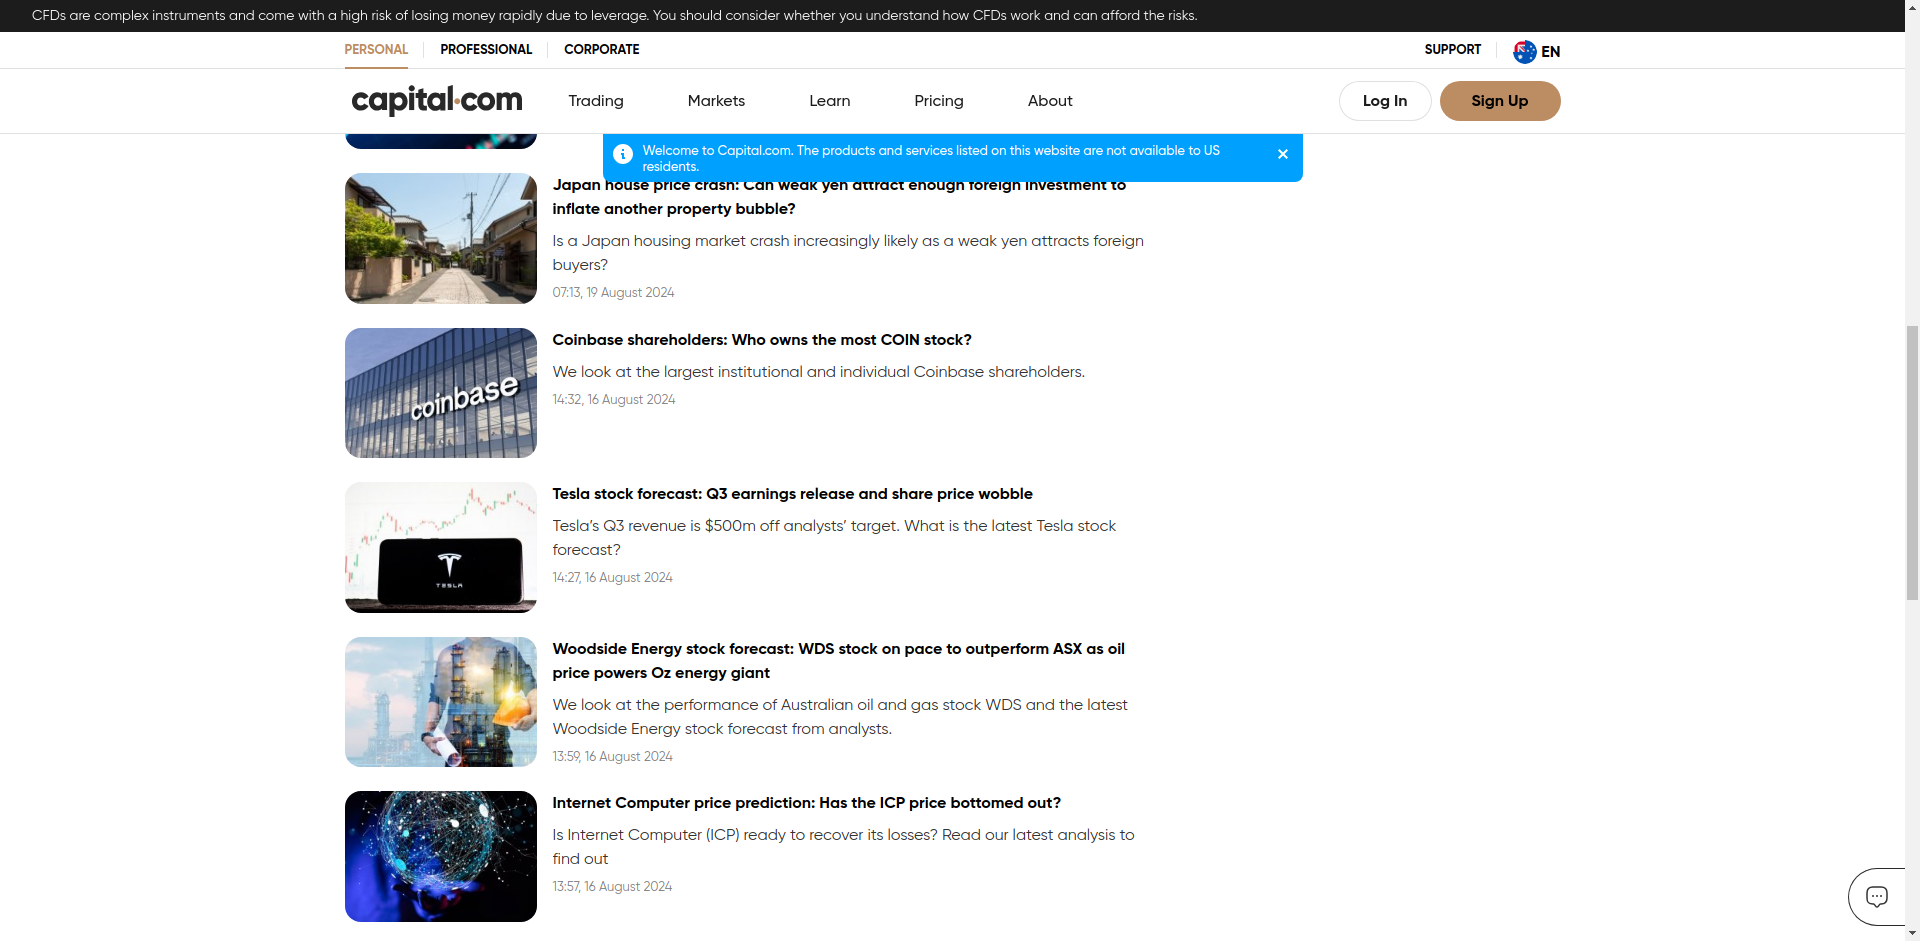 CFDs are complex instruments and come with a high risk of losing money rapidly due to leverage. You should consider whether you understand how CFDs work and can afford the risks.
PERSONAL
PROFESSIONAL
CORPORATE
SUPPORT
EN
capital.com
Trading
Markets
Learn
Pricing
About
Log In
Sign Up
Welcome to Capital.com. The products and services listed on this website are not available to US
residents.
Japan house price crash: Can weak yen attract enough foreign investment to
inflate another property bubble?
Is a Japan housing market crash increasingly likely as a weak yen attracts foreign
buyers?
07:13, 19 August 2024
coinbase
Coinbase shareholders: Who owns the most COIN stock?
We look at the largest institutional and individual Coinbase shareholders.
14:32, 16 August 2024
TESLA
Tesla stock forecast: Q3 earnings release and share price wobble
Tesla’s Q3 revenue is $500m off analysts’ target. What is the latest Tesla stock
forecast?
14:27, 16 August 2024
Woodside Energy stock forecast: WDS stock on pace to outperform ASX as oil
price powers Oz energy giant
We look at the performance of Australian oil and gas stock WDS and the latest
Woodside Energy stock forecast from analysts.
13:59, 16 August 2024
Internet Computer price prediction: Has the ICP price bottomed out?
Is Internet Computer (ICP) ready to recover its losses? Read our latest analysis to
find out
13:57, 16 August 2024